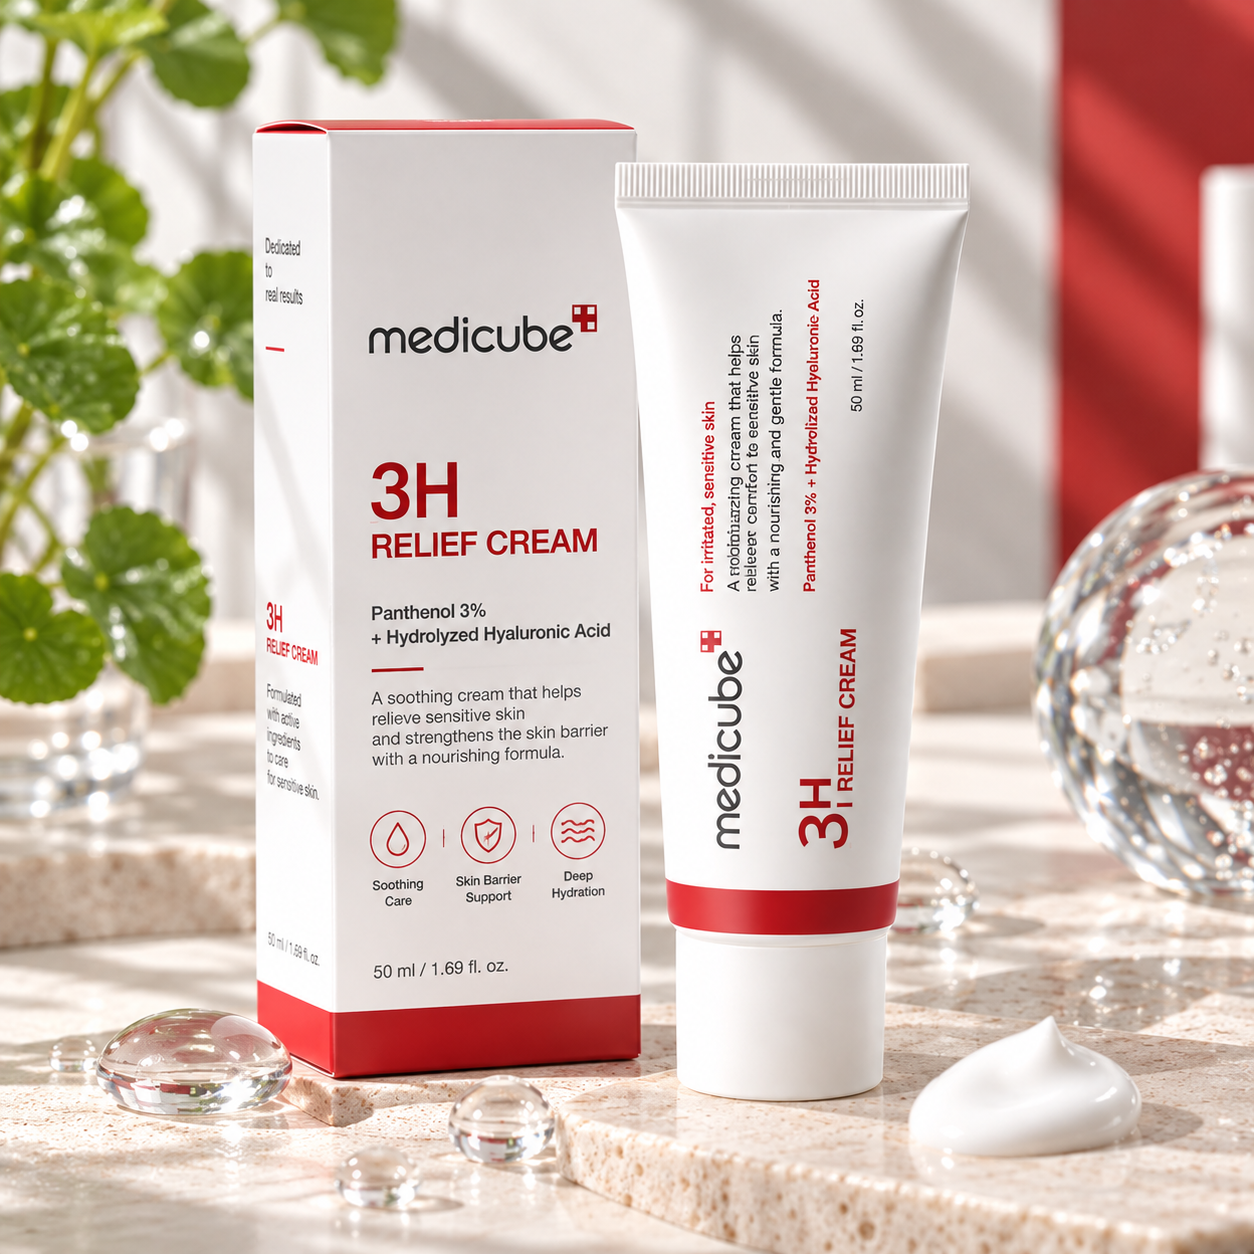 Dedicated
to
real results
3H
RELIEF CREAM
Formulated
with active
ingredients
to care
for sensitive skin.
50 ml / 1.69 fl. oz.
medicube
3H
RELIEF CREAM
Panthenol 3%
+ Hydrolyzed Hyaluronic Acid
A soothing cream that helps
relieve sensitive skin
and strengthens the skin barrier
with a nourishing formula.
Soothing
Care
Skin Barrier
Support
Deep
Hydration
50 ml / 1.69 fl. oz.
medicube
For irritated, sensitive skin
A cream that helps
skin
with a nourishing and gentle formula.
Panthenol 3% + Hydrolizad Hyaluronic Acid
3H
| RELIEF CREAM
50 ml / 1.69 fl. oz.